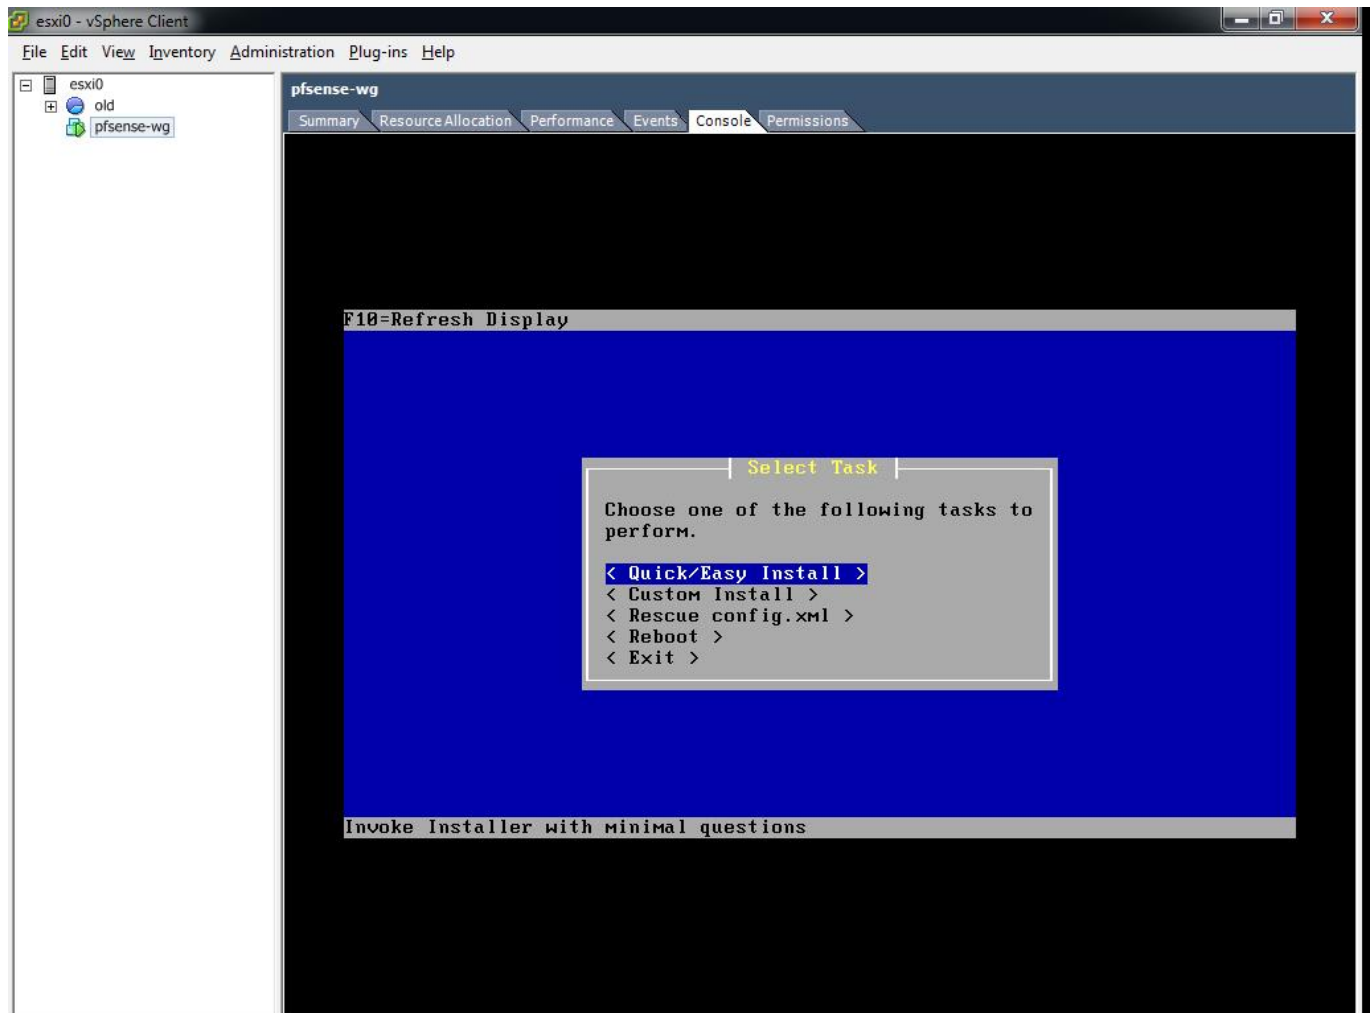 esxi0 - vSphere Client
File Edit View Inventory Administration Plug-ins Help
esxi0
old
pfsense-wg
pfsense-wg
Summary Resource Allocation Performance Events Console Permissions
F10=Refresh Display
Select Task
Choose one of the following tasks to
perform.
< Quick/Easy Install >
< Custom Install >
< Rescue config.xml >
< Reboot >
< Exit >
Invoke Installer with minimal questions